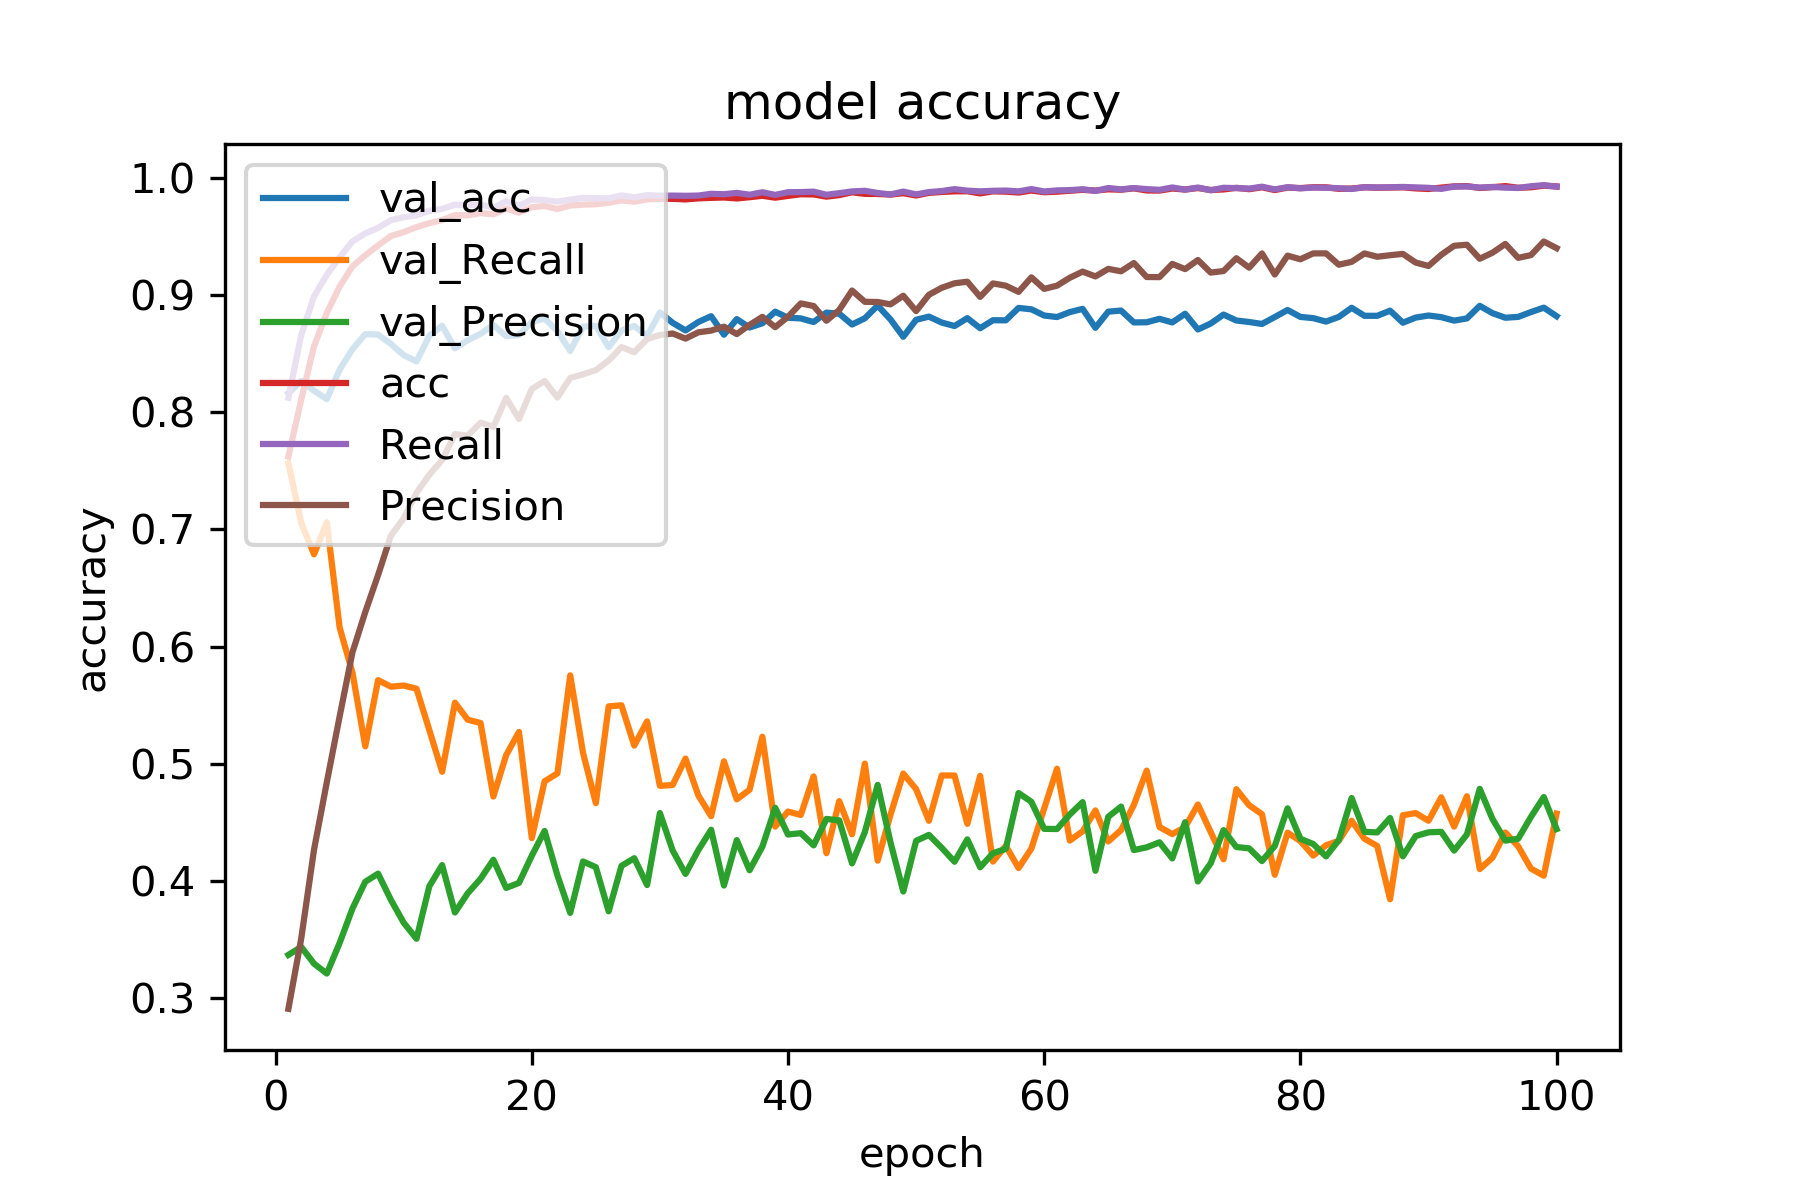 model accuracy
val_acc
val_Recall
val_Precision
acc
Recall
Precision
accuracy
1.0
0.9
0.8
0.7
0.6
0.5
0.4
0.3
0 20 40 60 80 100
epoch